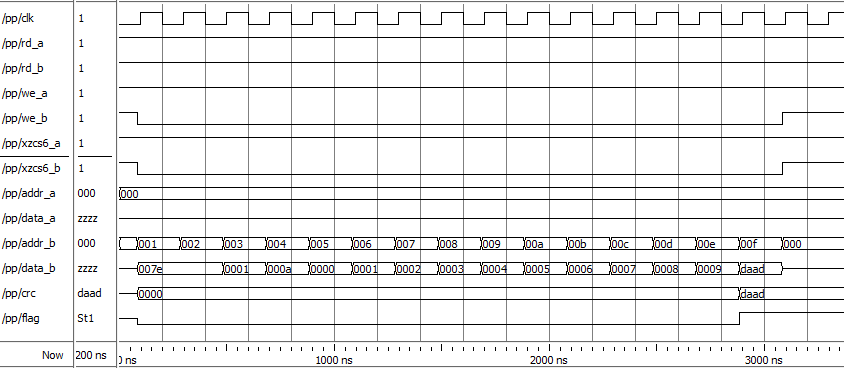 /pp/clk 1
/pp/rd_a 1
/pp/rd_b 1
/pp/we_a 1
/pp/we_b 1
/pp/xzcs6_a 1
/pp/xzcs6_b 1
/pp/addr_a 000 000
/pp/data_a zzzz
/pp/addr_b 000 001 002 003 004 005 006 007 008 009 00a 00b 00c 00d 00e 00f 000
/pp/data_b zzzz 007e 0001 000a 0000 0001 0002 0003 0004 0005 0006 0007 0008 0009 daad
/pp/crc daad 0000 daad
/pp/flag St1
Now 200 ns 0 ns 1000 ns 2000 ns 3000 ns